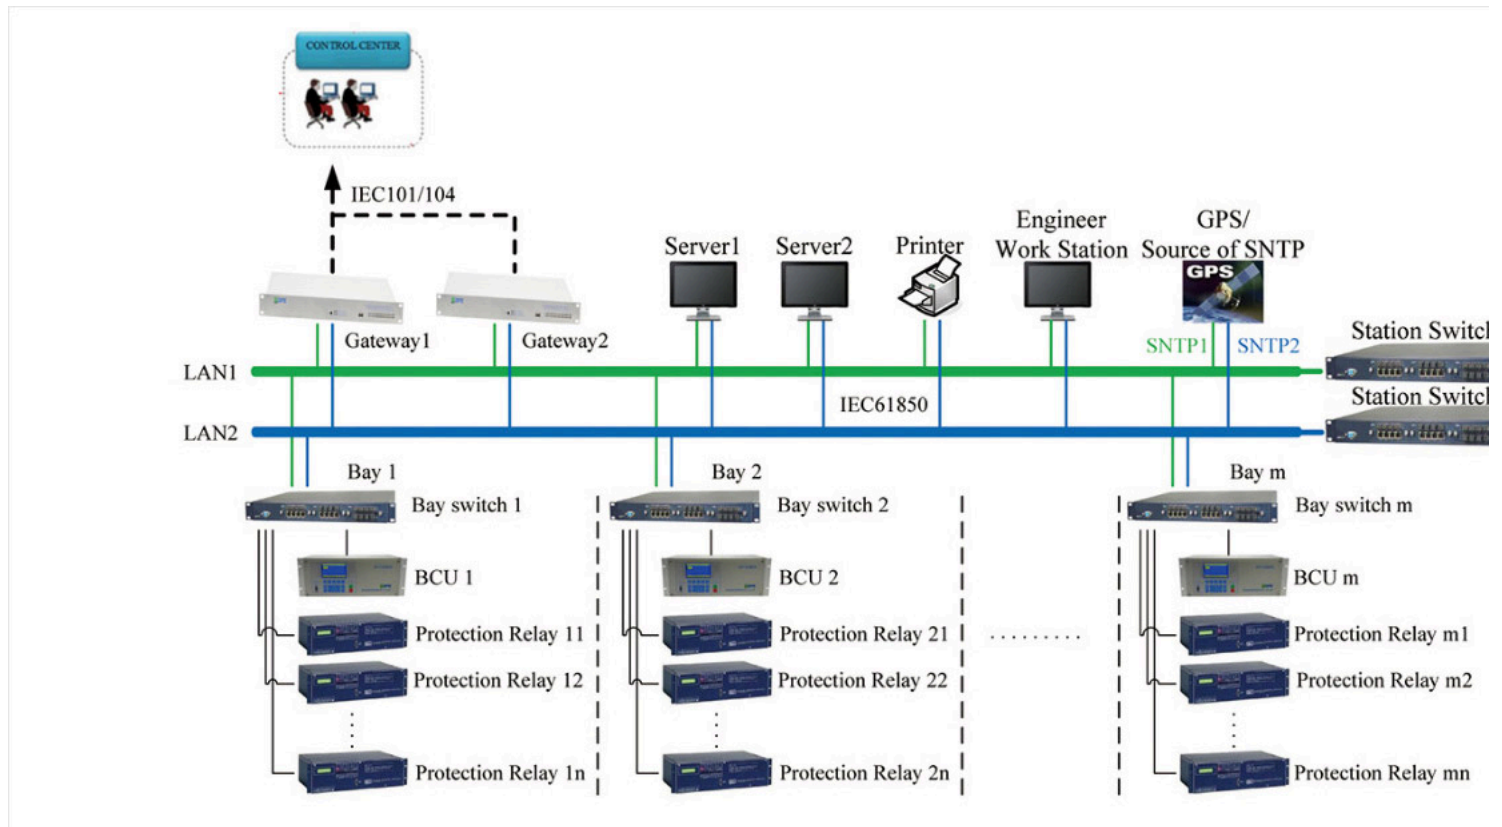 CONTROL CENTER
IEC101/104
Server1
Server2
Printer
Engineer
Work Station
GPS/
Source of SNTP
GPS
Gateway1
Gateway2
SNTP1
SNTP2
Station Switch
LAN1
IEC61850
Station Switch
LAN2
Bay 1
Bay 2
Bay m
Bay switch 1
Bay switch 2
Bay switch m
BCU 1
BCU 2
BCU m
Protection Relay 11
Protection Relay 21
Protection Relay m1
Protection Relay 12
Protection Relay 22
Protection Relay m2
Protection Relay 1n
Protection Relay 2n
Protection Relay mn